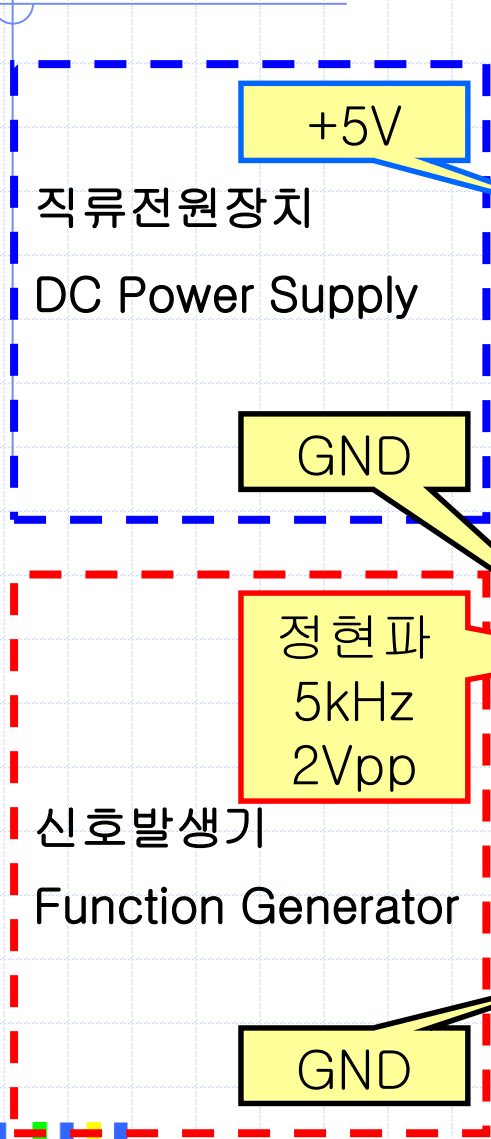 +5V
직류전원장치
DC Power Supply
GND
정현파
5kHz
2Vpp
신호발생기
Function Generator
GND